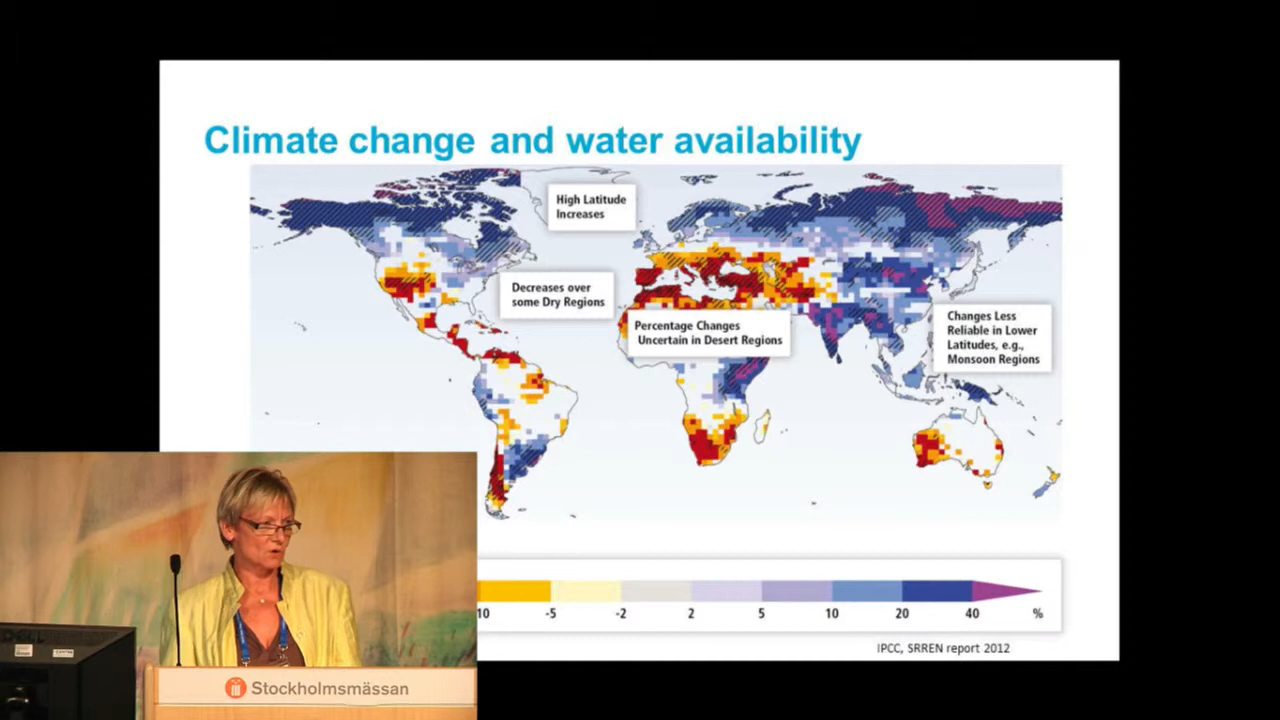 Climate change and water availability
High Latitude
Increases
Decreases over
some Dry Regions
Percentage Changes
Uncertain in Desert Regions
Changes Less
Reliable in Lower
Latitudes, e.g.,
Monsoon Regions
10 -5 -2 2 5 10 20 40 %
IPCC, SRREN report 2012
DELL
Stockholmsmässan